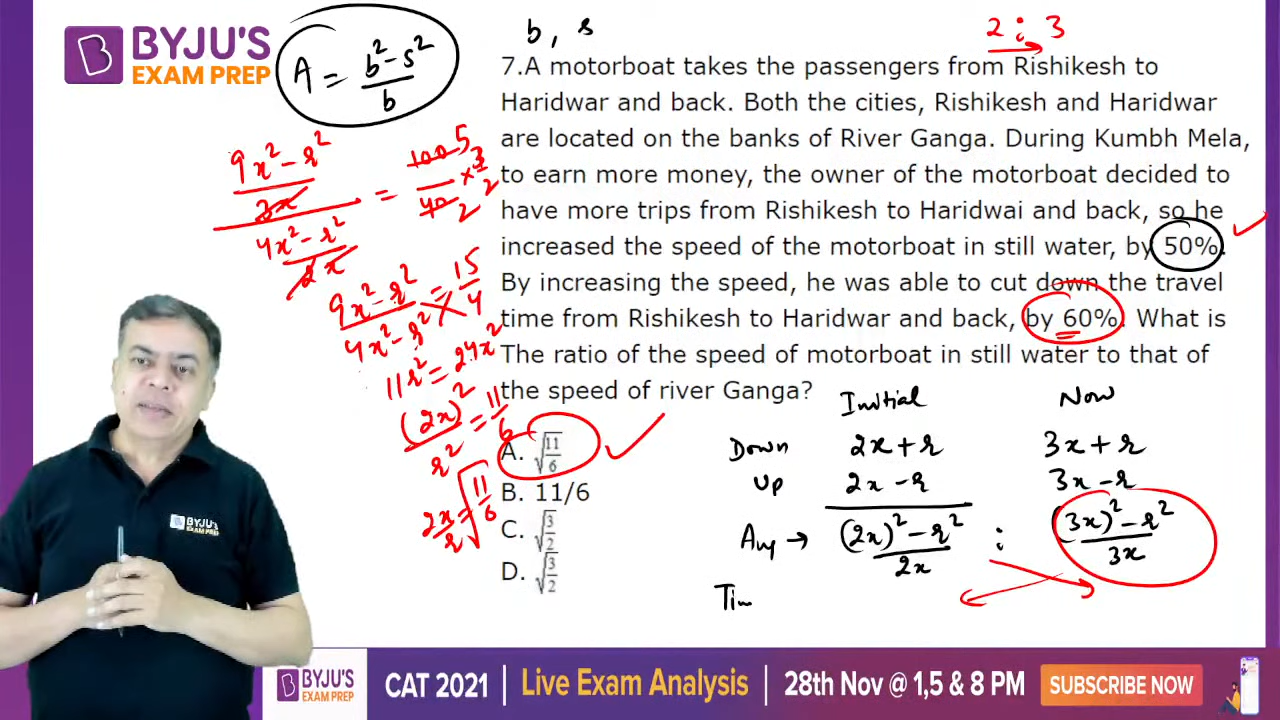 BYJU'S
EXAM PREP
A = b² - s² / b
b, s
2 : 3
7.A motorboat takes the passengers from Rishikesh to
Haridwar and back. Both the cities, Rishikesh and Haridwar
are located on the banks of River Ganga. During Kumbh Mela,
to earn more money, the owner of the motorboat decided to
have more trips from Rishikesh to Haridwai and back, so he
increased the speed of the motorboat in still water, by 50%.
By increasing the speed, he was able to cut down the travel
time from Rishikesh to Haridwar and back, by 60%. What is
The ratio of the speed of motorboat in still water to that of
the speed of river Ganga?
A. √11/6
B. 11/6
C. √3/2
D. √3/2
9x² - r² / 3x / 4x² - r² / 2x = 100 / 40 × 3 / 2 5 2
9x² - r² / 4x² - r² = 15 / 4
11r² = 24x²
(2x)² / r² = 11 / 6
2x / r = √11/6
Initial Now
Down 2x + r 3x + r
Up 2x - r 3x - r
Avg → (2x)² - r² / 2x : (3x)² - r² / 3x
Tim
BYJU'S
EXAM PREP
BYJU'S
EXAM PREP
CAT 2021
Live Exam Analysis
28th Nov @ 1,5 & 8 PM
SUBSCRIBE NOW